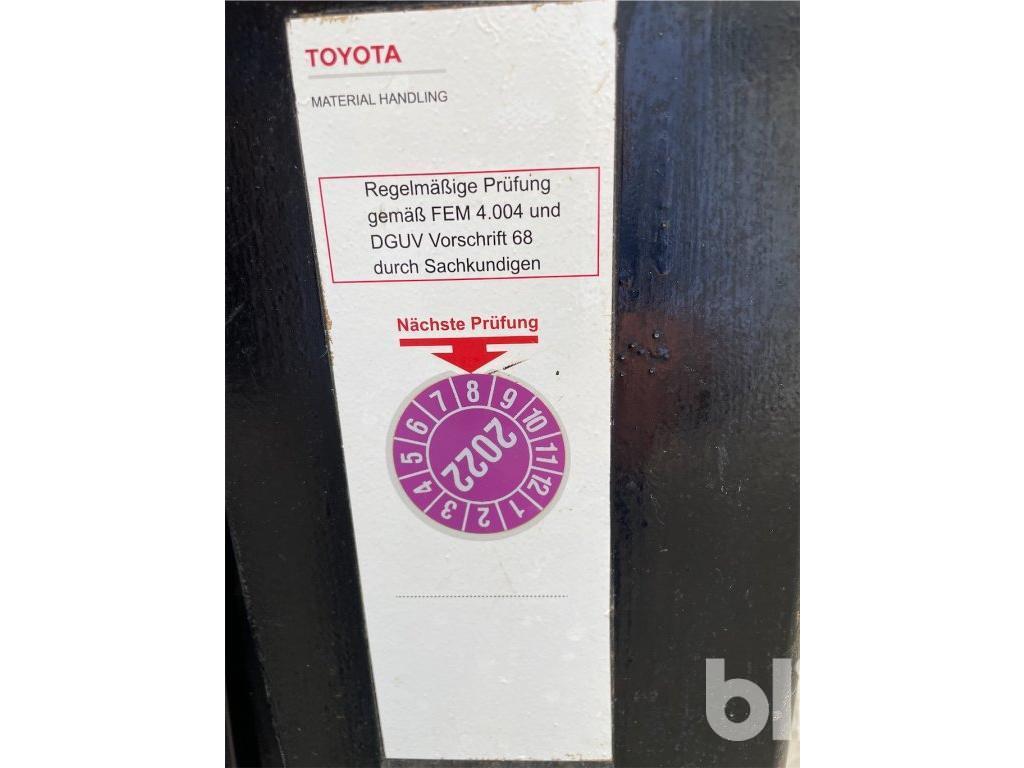 TOYOTA
MATERIAL HANDLING
Regelmäßige Prüfung
gemäß FEM 4.004 und
DGUV Vorschrift 68
durch Sachkundigen
Nächste Prüfung
1 2 3 4 5 6 7 8 9 10 11 12
2022
bl